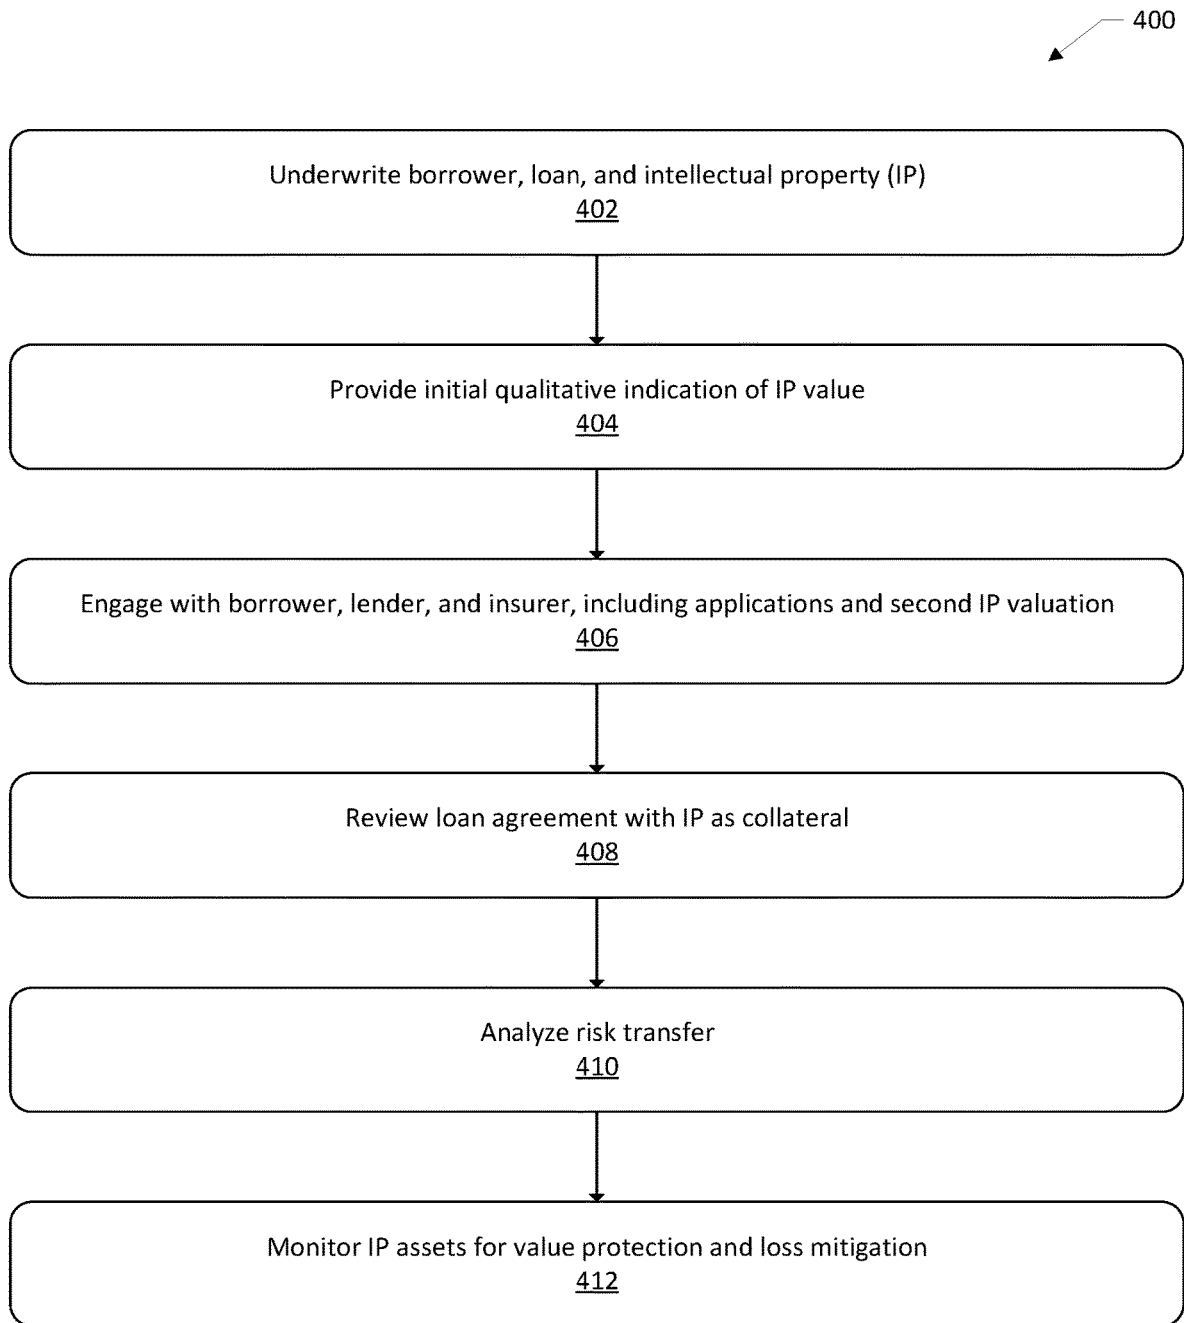 400
Underwrite borrower, loan, and intellectual property (IP)
402
Provide initial qualitative indication of IP value
404
Engage with borrower, lender, and insurer, including applications and second IP valuation
406
Review loan agreement with IP as collateral
408
Analyze risk transfer
410
Monitor IP assets for value protection and loss mitigation
412